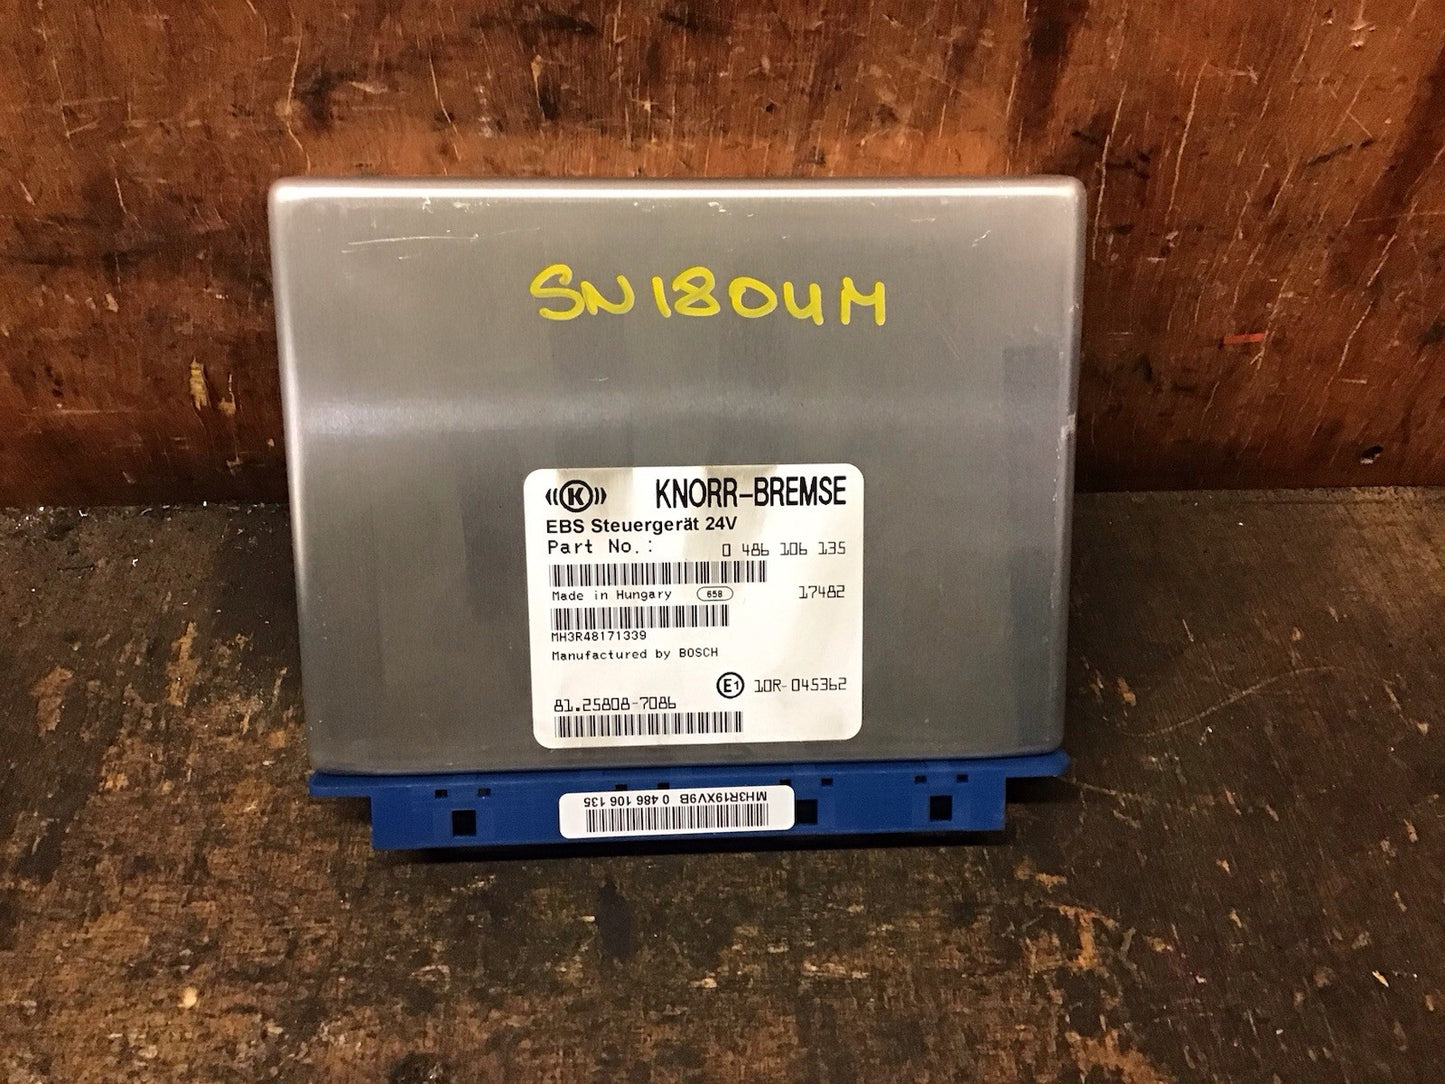 SN18OUM
K KNORR-BREMSE
EBS Steuergerät 24V
Part No.: 0 486 106 135
Made in Hungary 658 17482
MH3R48171339
Manufactured by BOSCH
E1 10R-045362
81.25808-7086
MH3R19XV9B 0 486 106 135